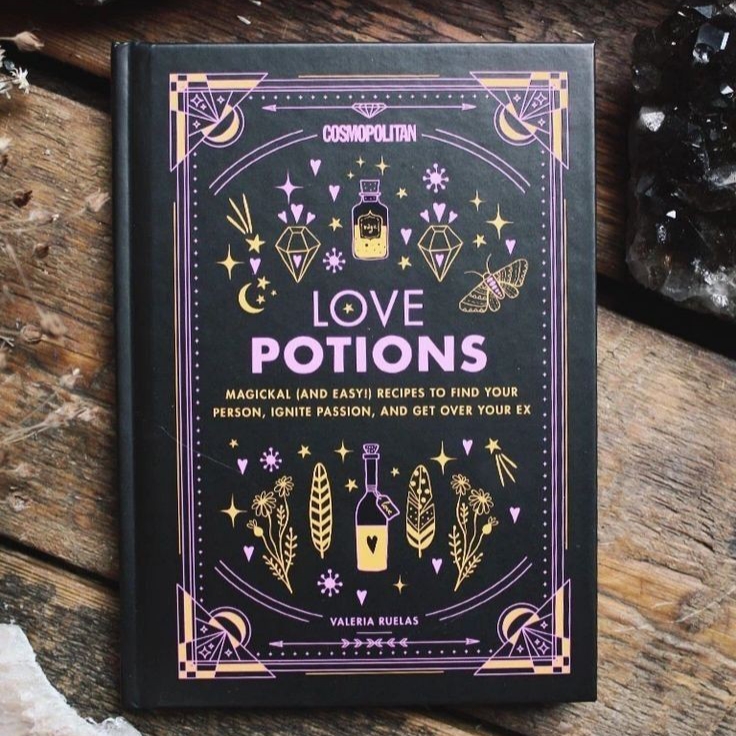 COSMOPOLITAN
LOVE
POTIONS
MAGICKAL (AND EASY!) RECIPES TO FIND YOUR
PERSON, IGNITE PASSION, AND GET OVER YOUR EX
VALERIA RUELAS